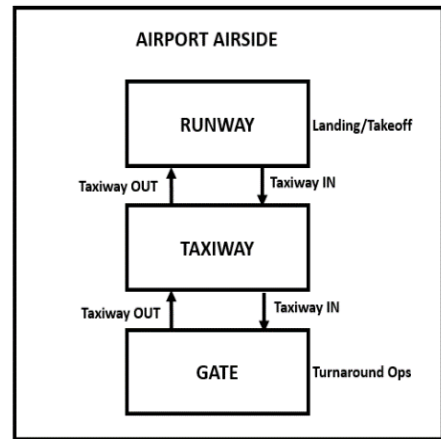 AIRPORT AIRSIDE
RUNWAY
Landing/Takeoff
Taxiway OUT
Taxiway IN
TAXIWAY
Taxiway OUT
Taxiway IN
GATE
Turnaround Ops